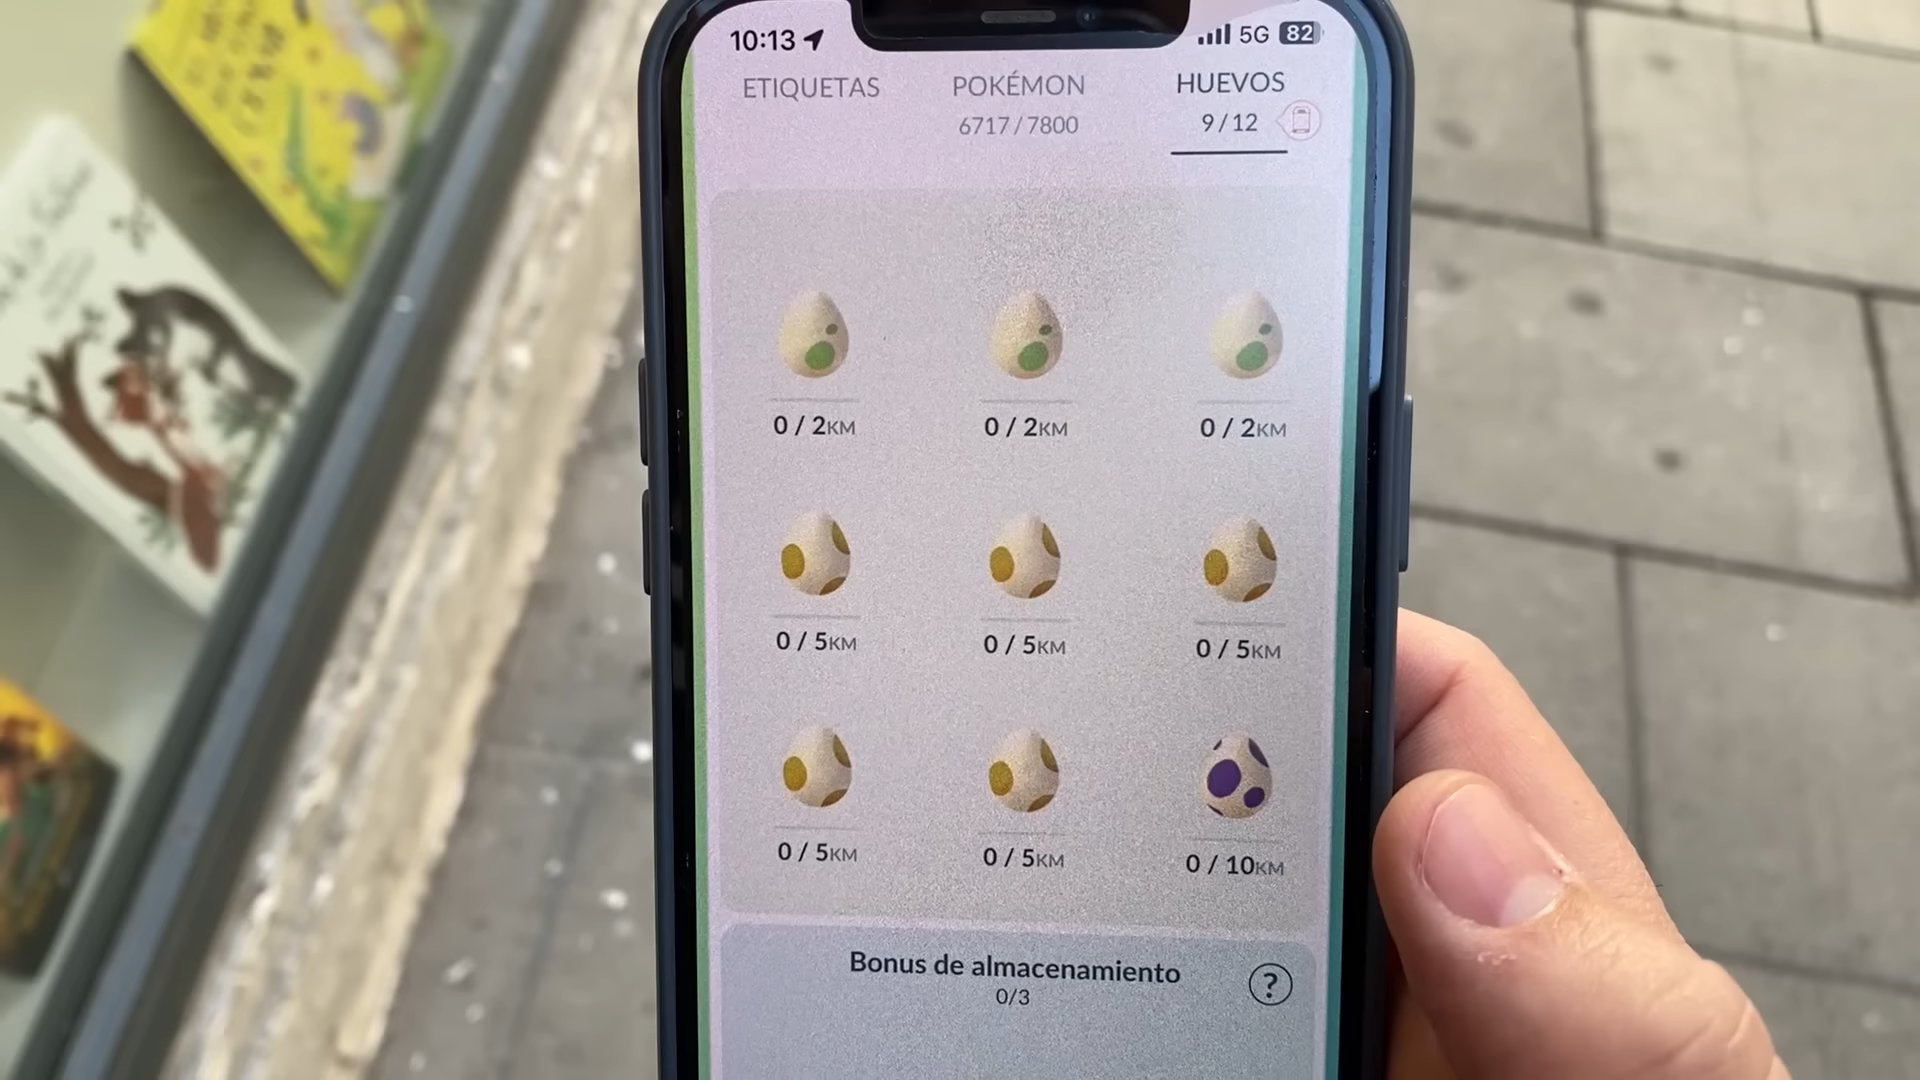 10:13
5G 82
ETIQUETAS
POKÉMON
HUEVOS
6717 / 7800
9 / 12
0 / 2KM
0 / 2KM
0 / 2KM
0 / 5KM
0 / 5KM
0 / 5KM
0 / 5KM
0 / 5KM
0 / 10KM
Bonus de almacenamiento
?
0/3